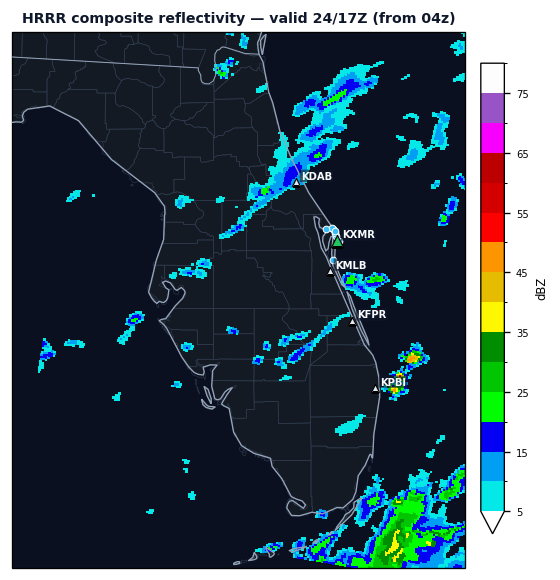 HRRR composite reflectivity — valid 24/17Z (from 04z)
KDAB
KXMR
KMLB
KFPR
KPBI
75
65
55
45
35
25
15
5
dBZ